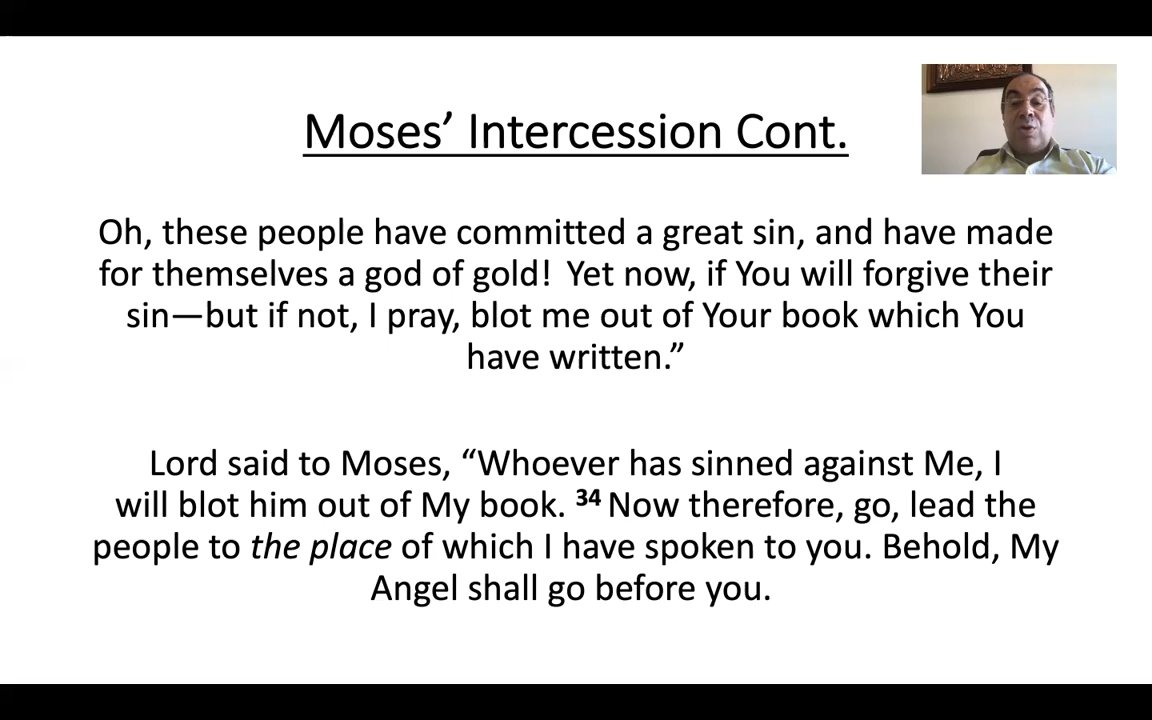 Moses’ Intercession Cont.
Oh, these people have committed a great sin, and have made
for themselves a god of gold! Yet now, if You will forgive their
sin—but if not, I pray, blot me out of Your book which You
have written.”
Lord said to Moses, “Whoever has sinned against Me, I
will blot him out of My book. 34 Now therefore, go, lead the
people to the place of which I have spoken to you. Behold, My
Angel shall go before you.